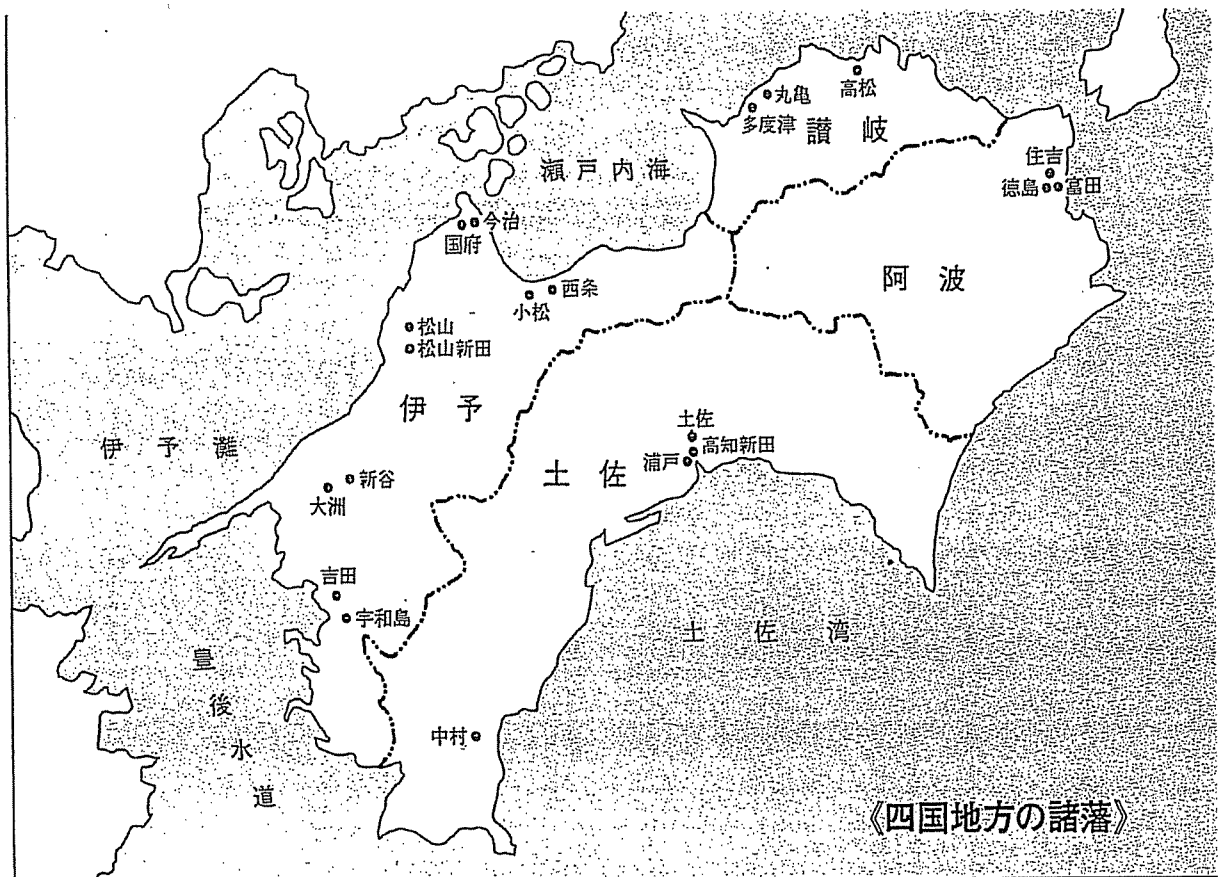 高松
丸亀
多度津
讃岐
瀬戸内海
住吉
徳島
富田
阿波
今治
国府
西条
小松
松山
松山新田
伊予
伊予灘
土佐
高知新田
浦戸
土佐
新谷
大洲
吉田
宇和島
土佐湾
豊後水道
中村
《四国地方の諸落》